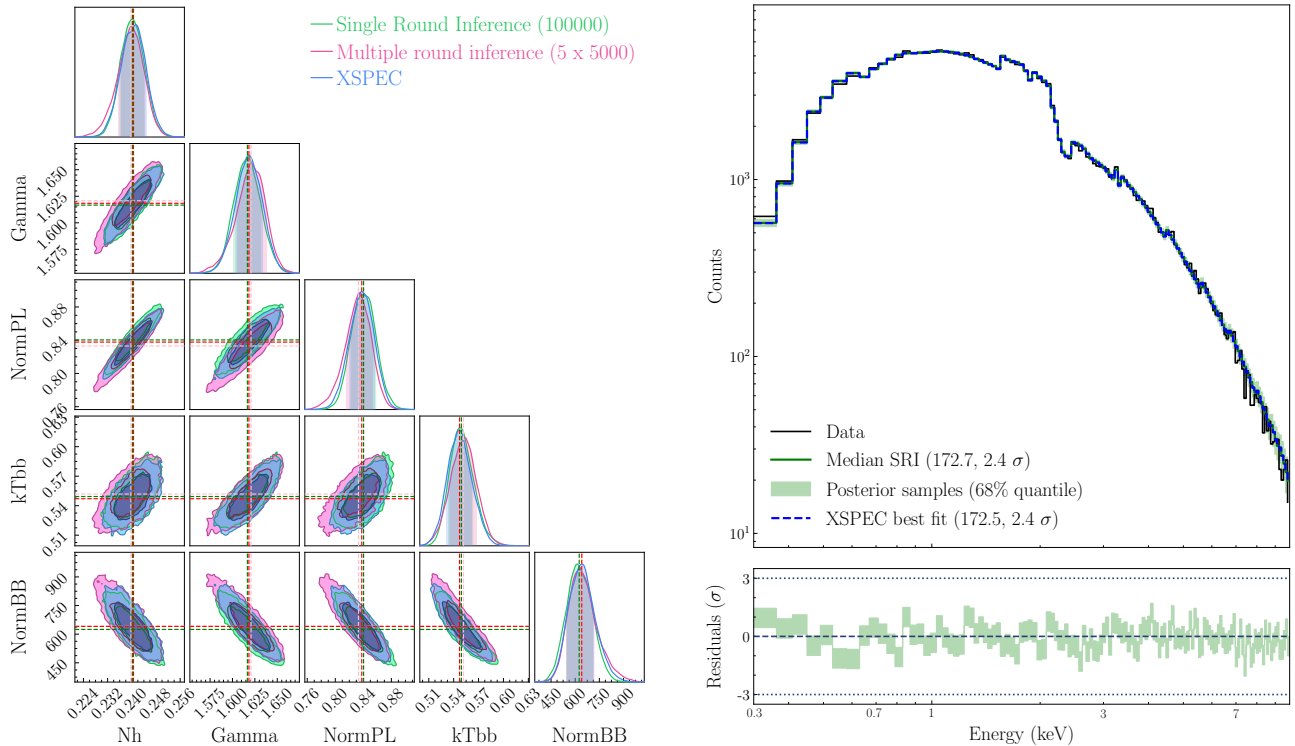 Single Round Inference (100000)
Multiple round inference (5 x 5000)
XSPEC
Gamma
1.650
1.625
1.600
1.575
NormPL
0.88
0.84
0.80
0.76
kTbb
0.63
0.60
0.57
0.54
0.51
NormBB
900
750
600
450
0.224
0.232
0.240
0.248
0.256
1.575
1.600
1.625
1.650
0.76
0.80
0.84
0.88
0.51
0.54
0.57
0.60
0.63
450
600
750
900
Nh
Gamma
NormPL
kTbb
NormBB
Counts
10³
10²
10¹
Data
Median SRI (172.7, 2.4 σ)
Posterior samples (68% quantile)
XSPEC best fit (172.5, 2.4 σ)
Residuals (σ)
3
0
-3
0.3
0.7
1
3
7
Energy (keV)